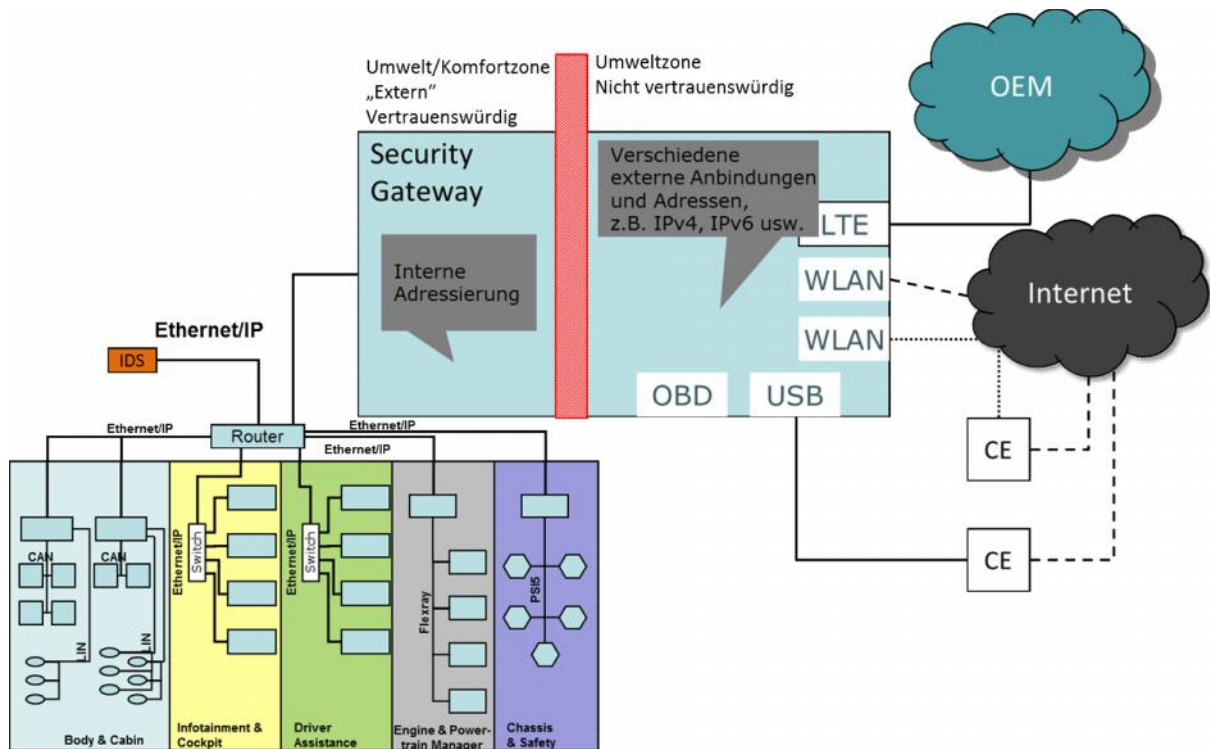 Umwelt/Komfortzone
„Extern"
Vertrauenswürdig
Umweltzone
Nicht vertrauenswürdig
OEM
Security
Gateway
Verschiedene
externe Anbindungen
und Adressen,
z.B. IPv4, IPv6 usw.
LTE
WLAN
WLAN
Internet
Interne
Adressierung
OBD
USB
Ethernet/IP
IDS
Router
Ethernet/IP
Ethernet/IP
Ethernet/IP
CE
CE
CAN
CAN
LIN
LIN
Ethernet/IP
Switch
Ethernet/IP
Switch
Flexray
PSI5
Body & Cabin
Infotainment &
Cockpit
Driver
Assistance
Engine & Power-
train Manager
Chassis
& Safety